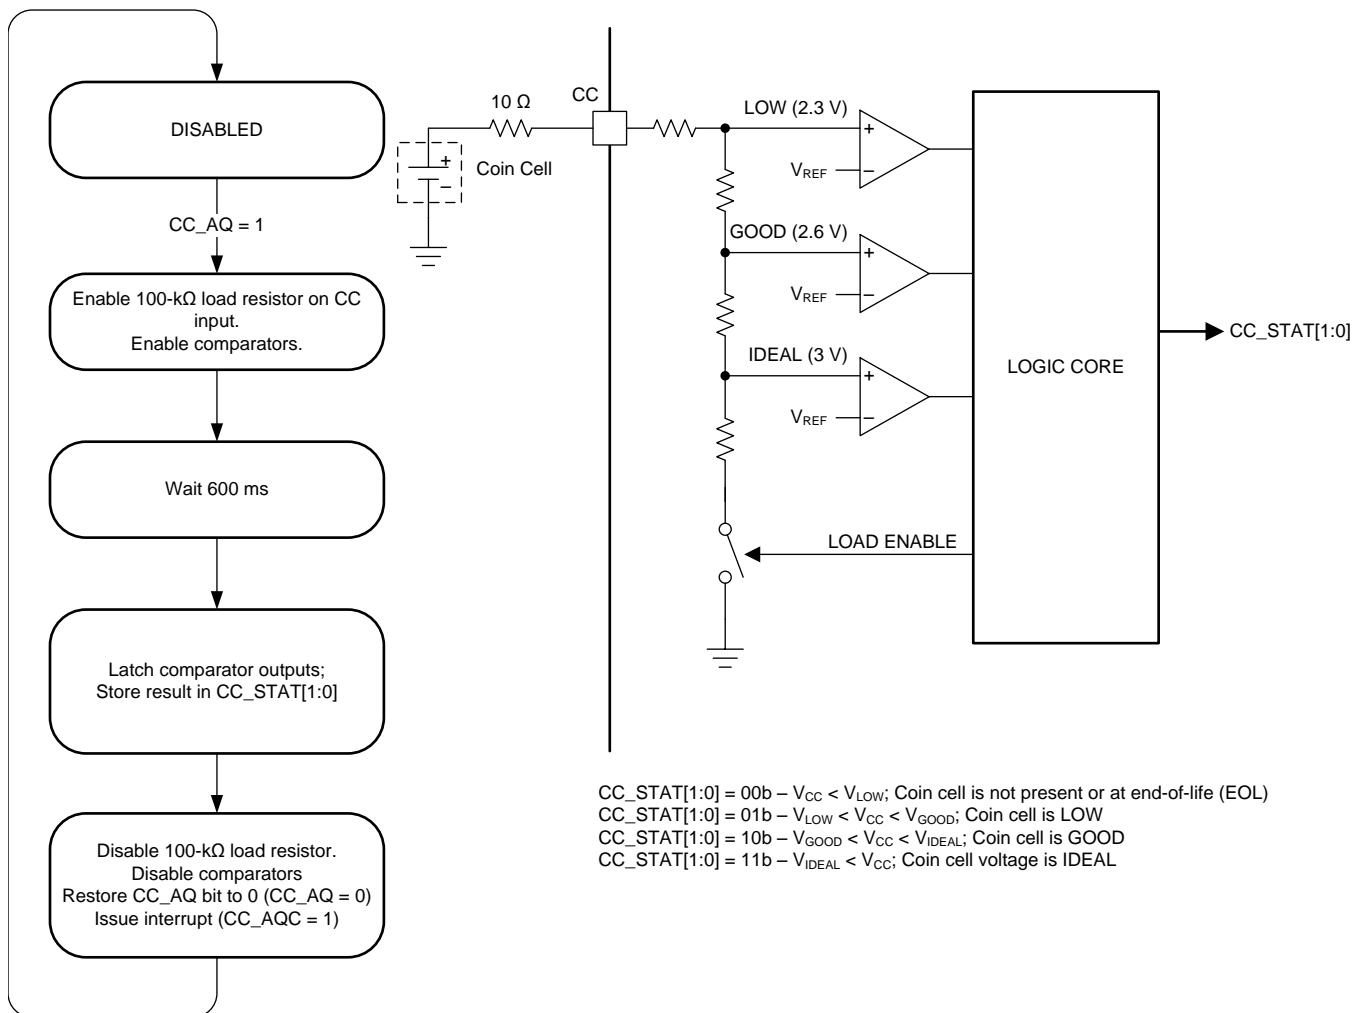 DISABLED
CC_AQ = 1
Enable 100-kΩ load resistor on CC
input.
Enable comparators.
Wait 600 ms
Latch comparator outputs;
Store result in CC_STAT[1:0]
Disable 100-kΩ load resistor.
Disable comparators
Restore CC_AQ bit to 0 (CC_AQ = 0)
Issue interrupt (CC_AQC = 1)
10 Ω
CC
+
−
Coin Cell
LOW (2.3 V)
+
VREF
−
GOOD (2.6 V)
+
VREF
−
IDEAL (3 V)
+
VREF
−
LOAD ENABLE
LOGIC CORE
CC_STAT[1:0]
CC_STAT[1:0] = 00b – VCC < VLOW; Coin cell is not present or at end-of-life (EOL)
CC_STAT[1:0] = 01b – VLOW < VCC < VGOOD; Coin cell is LOW
CC_STAT[1:0] = 10b – VGOOD < VCC < VIDEAL; Coin cell is GOOD
CC_STAT[1:0] = 11b – VIDEAL < VCC; Coin cell voltage is IDEAL